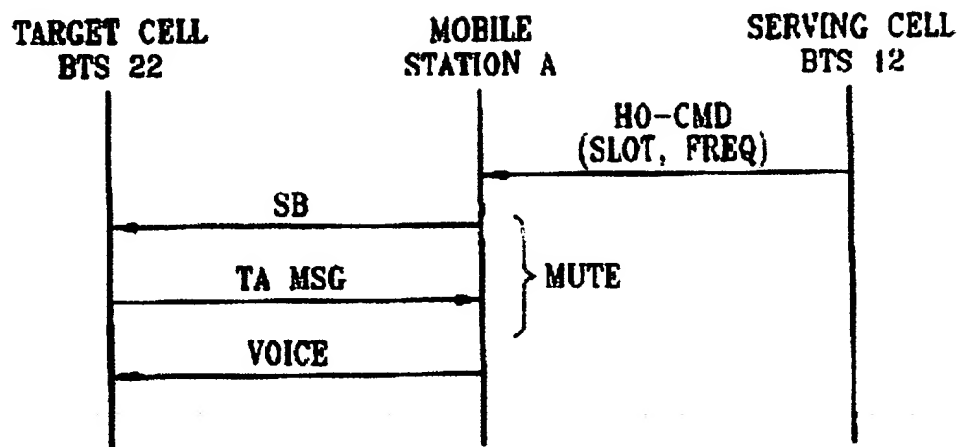 TARGET CELL
BTS 22
MOBILE
STATION A
SERVING CELL
BTS 12
HO-CMD
(SLOT, FREQ)
SB
TA MSG
MUTE
VOICE